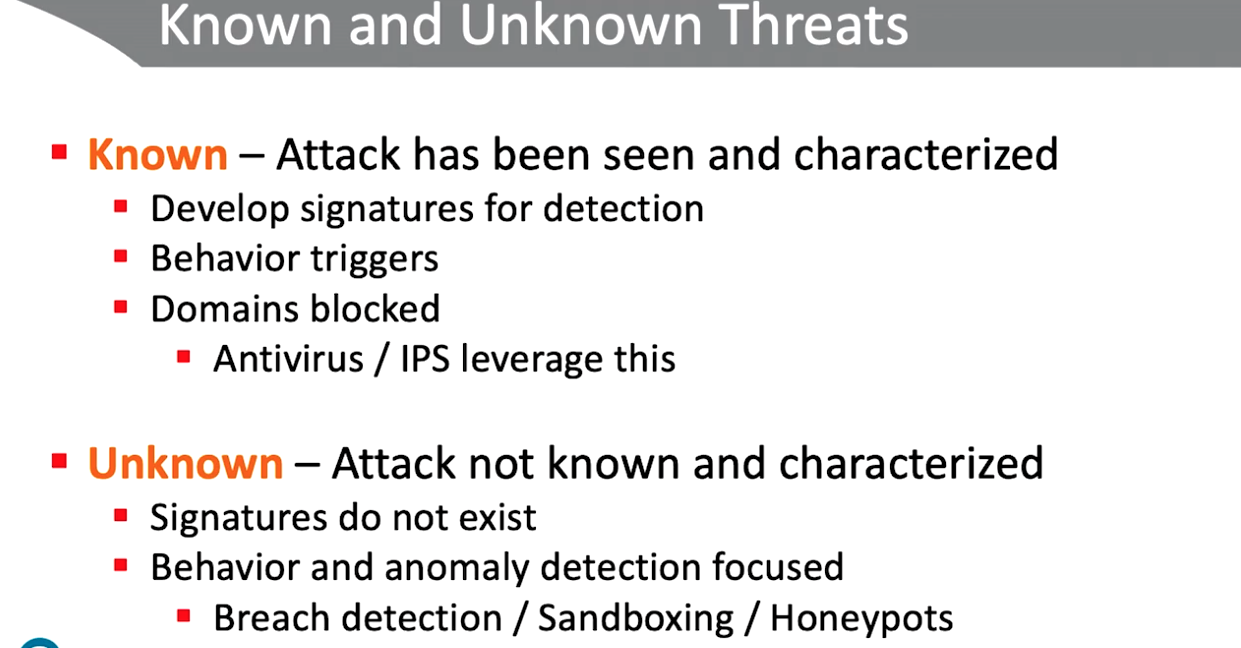 Known and Unknown Threats
Known – Attack has been seen and characterized
Develop signatures for detection
Behavior triggers
Domains blocked
Antivirus / IPS leverage this
Unknown – Attack not known and characterized
Signatures do not exist
Behavior and anomaly detection focused
Breach detection / Sandboxing / Honeypots